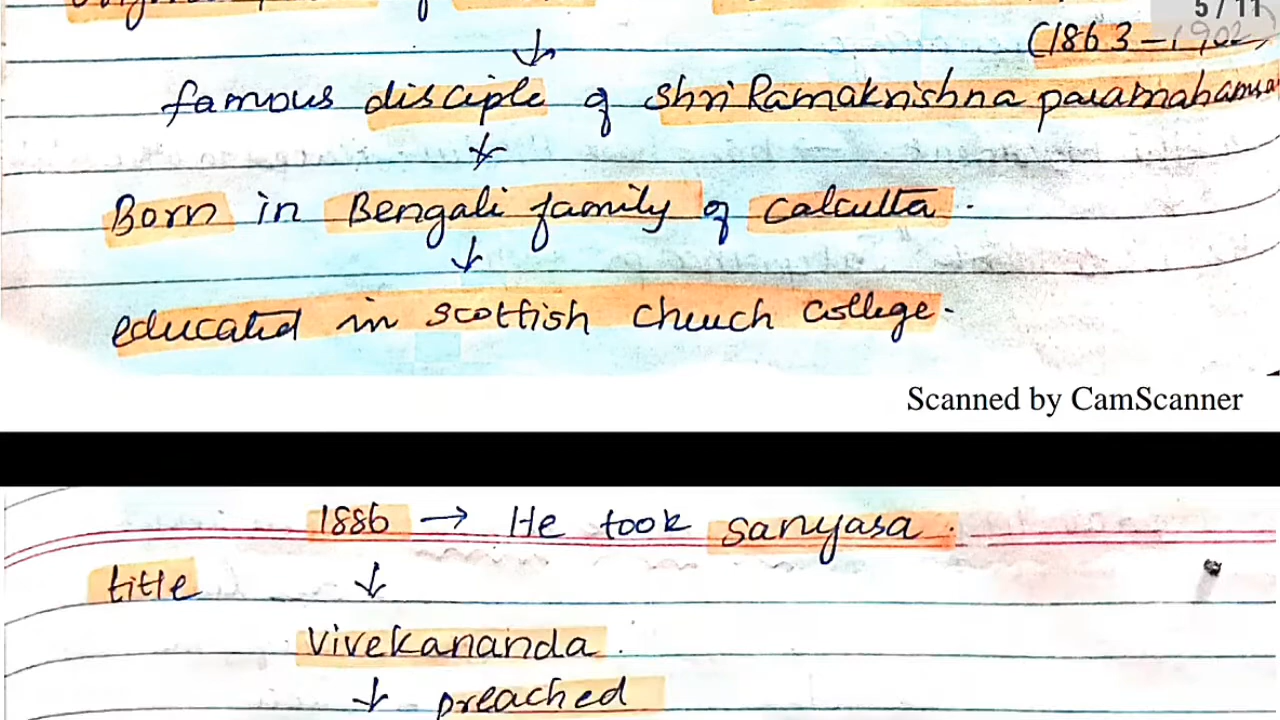 5 / 11
(1863-1902)
famous disciple of Shri Ramakrishna paramahamsa
Born in Bengali family of Calcutta.
educated in scottish church college.
Scanned by CamScanner
1886 → He took sanyasa.
title
Vivekananda.
preached